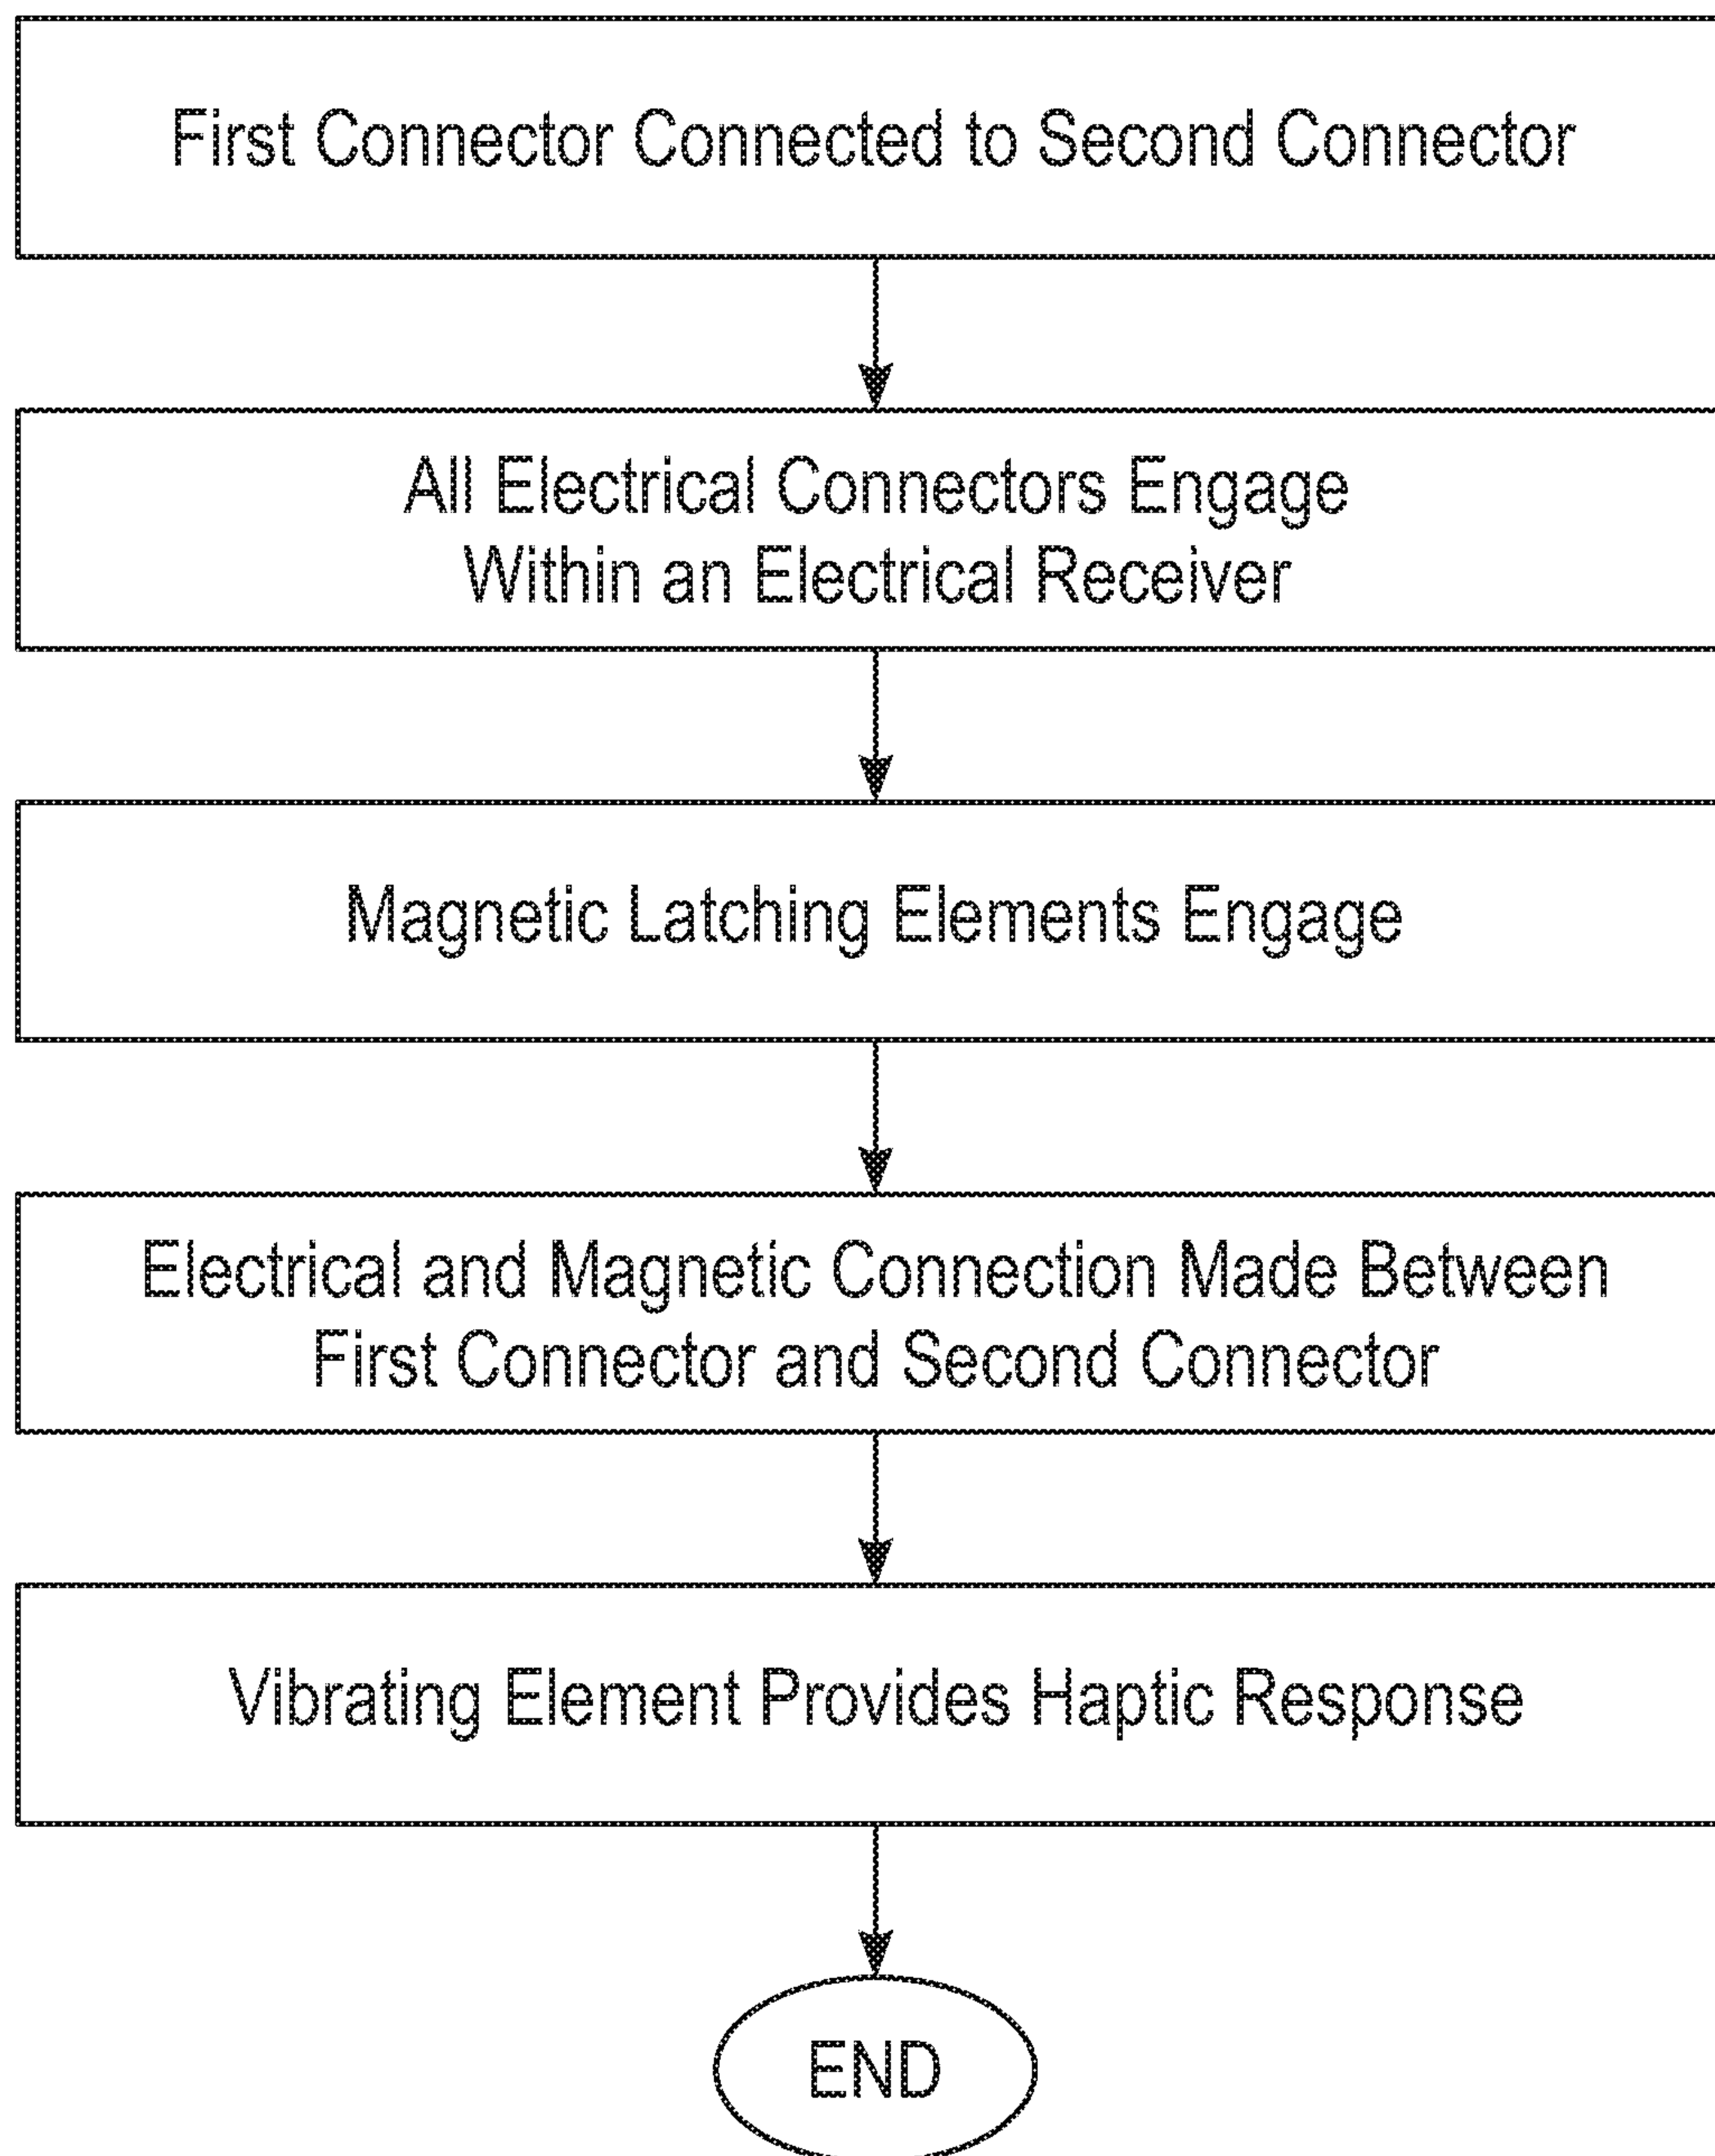 First Connector Connected to Second Connector
All Electrical Connectors Engage
Within an Electrical Receiver
Magnetic Latching Elements Engage
Electrical and Magnetic Connection Made Between
First Connector and Second Connector
Vibrating Element Provides Haptic Response
END